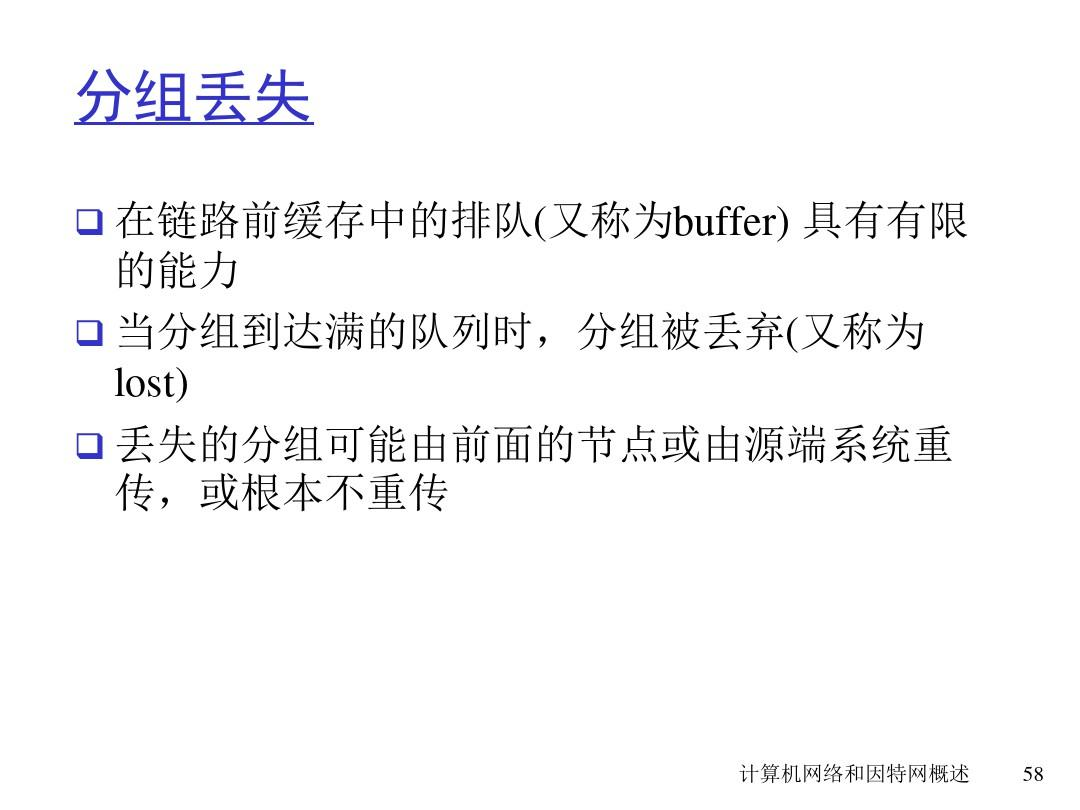 分组丢失
在链路前缓存中的排队(又称为buffer) 具有有限
的能力
当分组到达满的队列时，分组被丢弃(又称为
lost)
丢失的分组可能由前面的节点或由源端系统重
传，或根本不重传
计算机网络和因特网概述 58